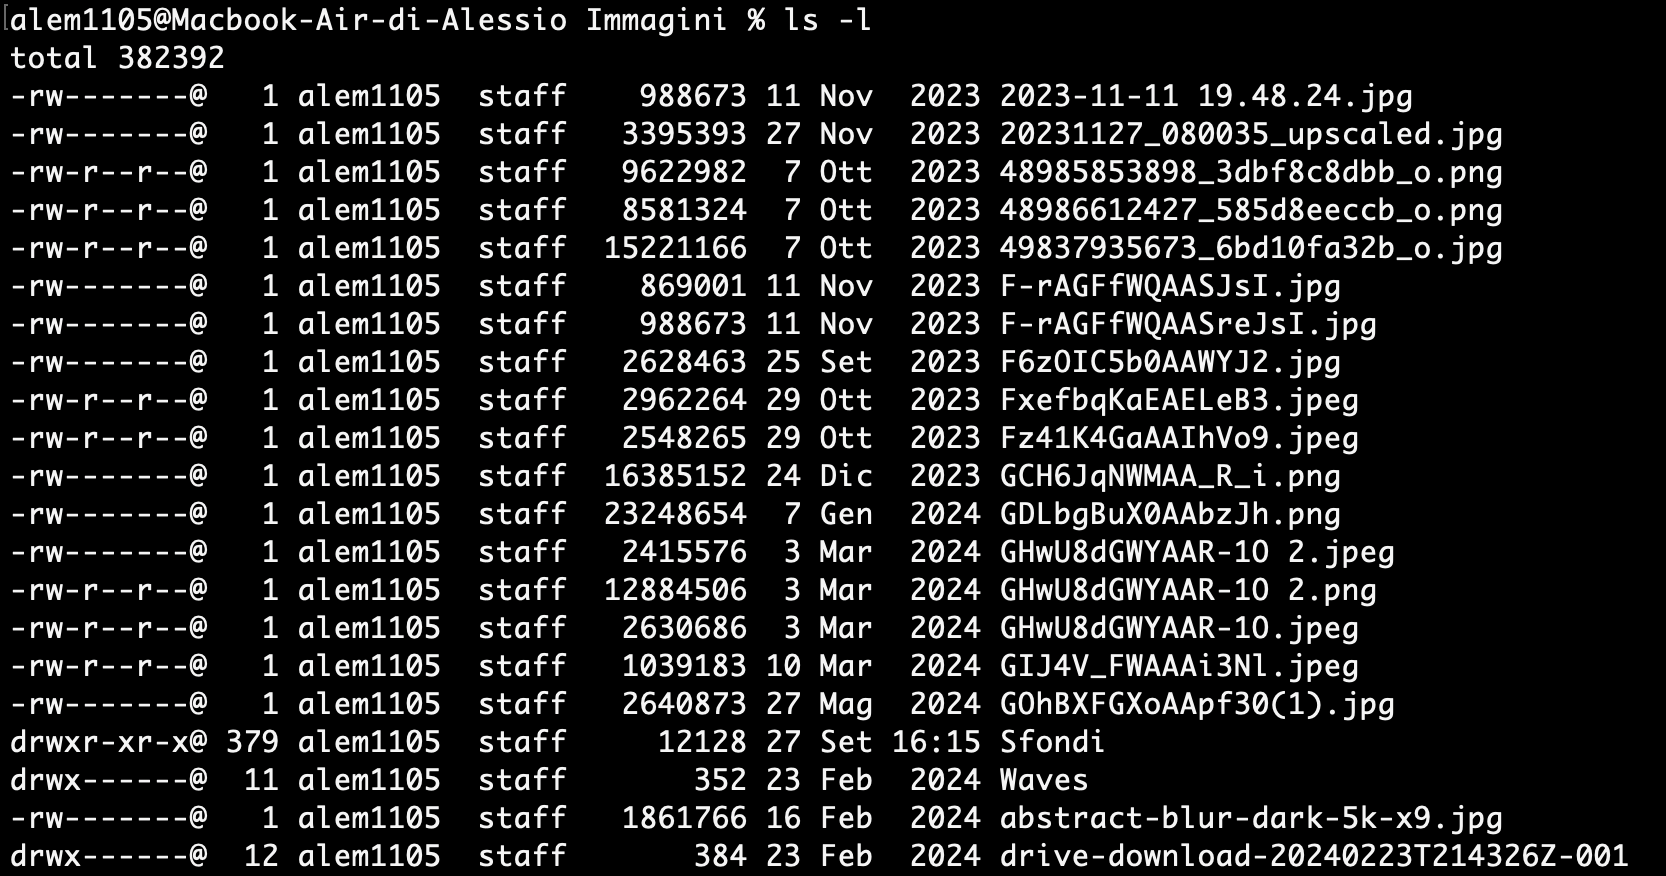 alem1105@Macbook-Air-di-Alessio Immagini % ls -l
total 382392
-rw-------@   1 alem1105  staff    988673 11 Nov  2023 2023-11-11 19.48.24.jpg
-rw-------@   1 alem1105  staff   3395393 27 Nov  2023 20231127_080035_upscaled.jpg
-rw-r--r--@   1 alem1105  staff   9622982  7 Ott  2023 48985853898_3dbf8c8dbb_o.png
-rw-r--r--@   1 alem1105  staff   8581324  7 Ott  2023 48986612427_585d8eeccb_o.png
-rw-r--r--@   1 alem1105  staff  15221166  7 Ott  2023 49837935673_6bd10fa32b_o.jpg
-rw-------@   1 alem1105  staff    869001 11 Nov  2023 F-rAGFfWQAASJsI.jpg
-rw-------@   1 alem1105  staff    988673 11 Nov  2023 F-rAGFfWQAASreJsI.jpg
-rw-------@   1 alem1105  staff   2628463 25 Set  2023 F6zOIC5b0AAWYJ2.jpg
-rw-r--r--@   1 alem1105  staff   2962264 29 Ott  2023 FxefbqKaEAELeB3.jpeg
-rw-r--r--@   1 alem1105  staff   2548265 29 Ott  2023 Fz41K4GaAAIhVo9.jpeg
-rw-------@   1 alem1105  staff  16385152 24 Dic  2023 GCH6JqNWMAA_R_i.png
-rw-------@   1 alem1105  staff  23248654  7 Gen  2024 GDLbgBuX0AAbzJh.png
-rw-------@   1 alem1105  staff   2415576  3 Mar  2024 GHwU8dGWYAAR-1O 2.jpeg
-rw-r--r--@   1 alem1105  staff  12884506  3 Mar  2024 GHwU8dGWYAAR-1O 2.png
-rw-r--r--@   1 alem1105  staff   2630686  3 Mar  2024 GHwU8dGWYAAR-1O.jpeg
-rw-r--r--@   1 alem1105  staff   1039183 10 Mar  2024 GIJ4V_FWAAAi3Nl.jpeg
-rw-------@   1 alem1105  staff   2640873 27 Mag  2024 GOhBXFGXoAApf30(1).jpg
drwxr-xr-x@ 379 alem1105  staff     12128 27 Set 16:15 Sfondi
drwx------@  11 alem1105  staff       352 23 Feb  2024 Waves
-rw-------@   1 alem1105  staff   1861766 16 Feb  2024 abstract-blur-dark-5k-x9.jpg
drwx------@  12 alem1105  staff       384 23 Feb  2024 drive-download-20240223T214326Z-001